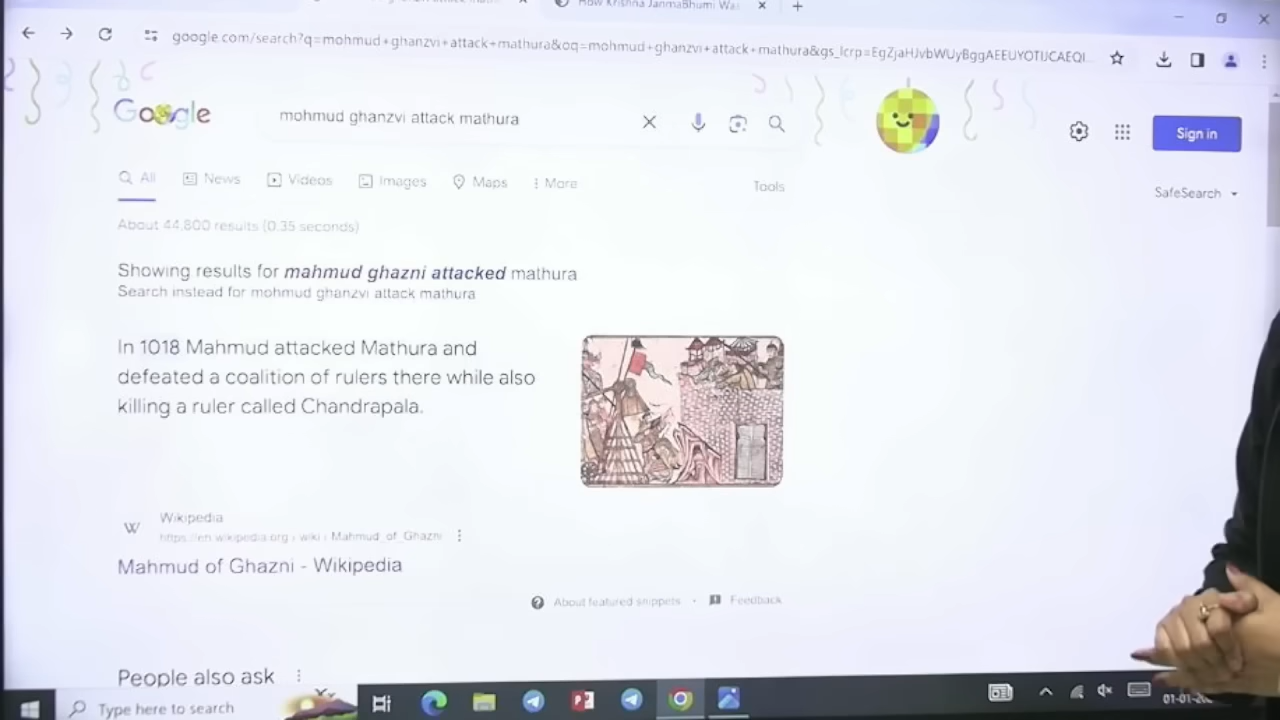 How Krishna JanmaBhumi Wa
google.com/search?q=mohmud+ghanzvi+attack+mathura&oq=mohmud+ghanzvi+attack+mathura&gs_lcrp=EgZjaHJvbWUyBggAEEUYOTIJCAEQI
Google
mohmud ghanzvi attack mathura
Sign in
All News Videos Images Maps More Tools
SafeSearch
About 44,800 results (0.35 seconds)
Showing results for mahmud ghazni attacked mathura
Search instead for mohmud ghanzvi attack mathura
In 1018 Mahmud attacked Mathura and
defeated a coalition of rulers there while also
killing a ruler called Chandrapala.
W Wikipedia
https://en.wikipedia.org › wiki › Mahmud_of_Ghazni
Mahmud of Ghazni - Wikipedia
About featured snippets • Feedback
People also ask
Type here to search